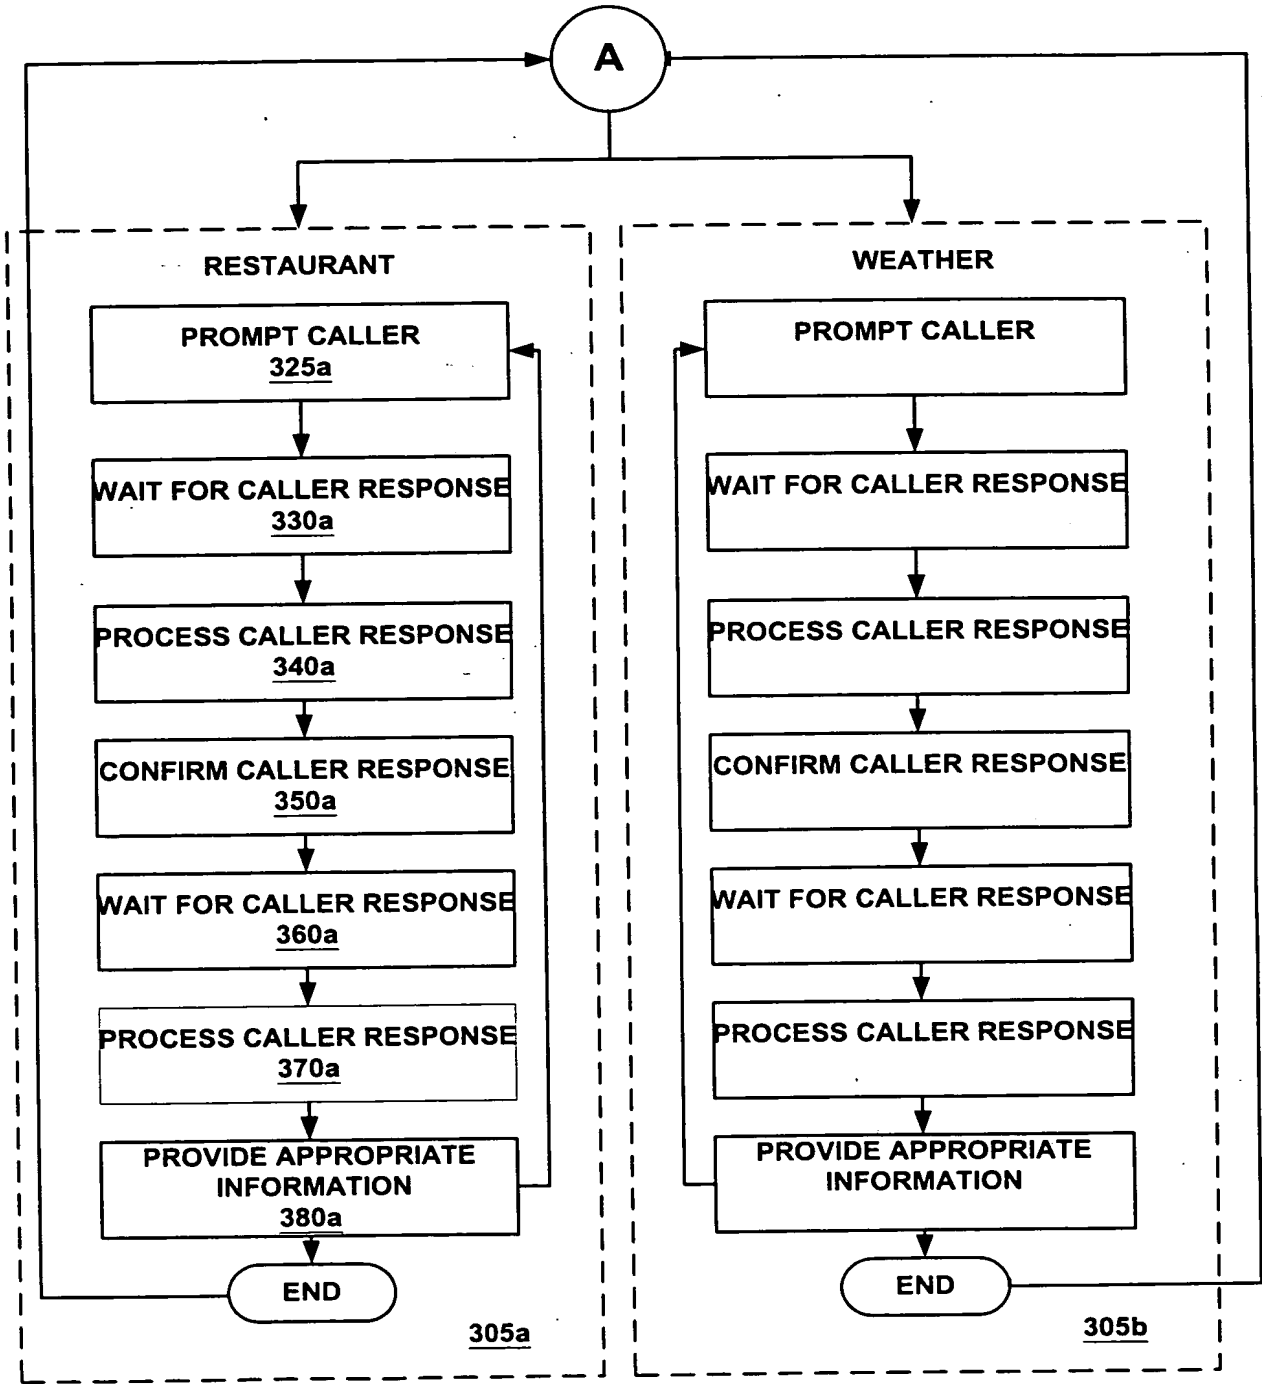 A
RESTAURANT
PROMPT CALLER
325a
WAIT FOR CALLER RESPONSE
330a
PROCESS CALLER RESPONSE
340a
CONFIRM CALLER RESPONSE
350a
WAIT FOR CALLER RESPONSE
360a
PROCESS CALLER RESPONSE
370a
PROVIDE APPROPRIATE
INFORMATION
380a
END
305a
WEATHER
PROMPT CALLER
WAIT FOR CALLER RESPONSE
PROCESS CALLER RESPONSE
CONFIRM CALLER RESPONSE
WAIT FOR CALLER RESPONSE
PROCESS CALLER RESPONSE
PROVIDE APPROPRIATE
INFORMATION
END
305b